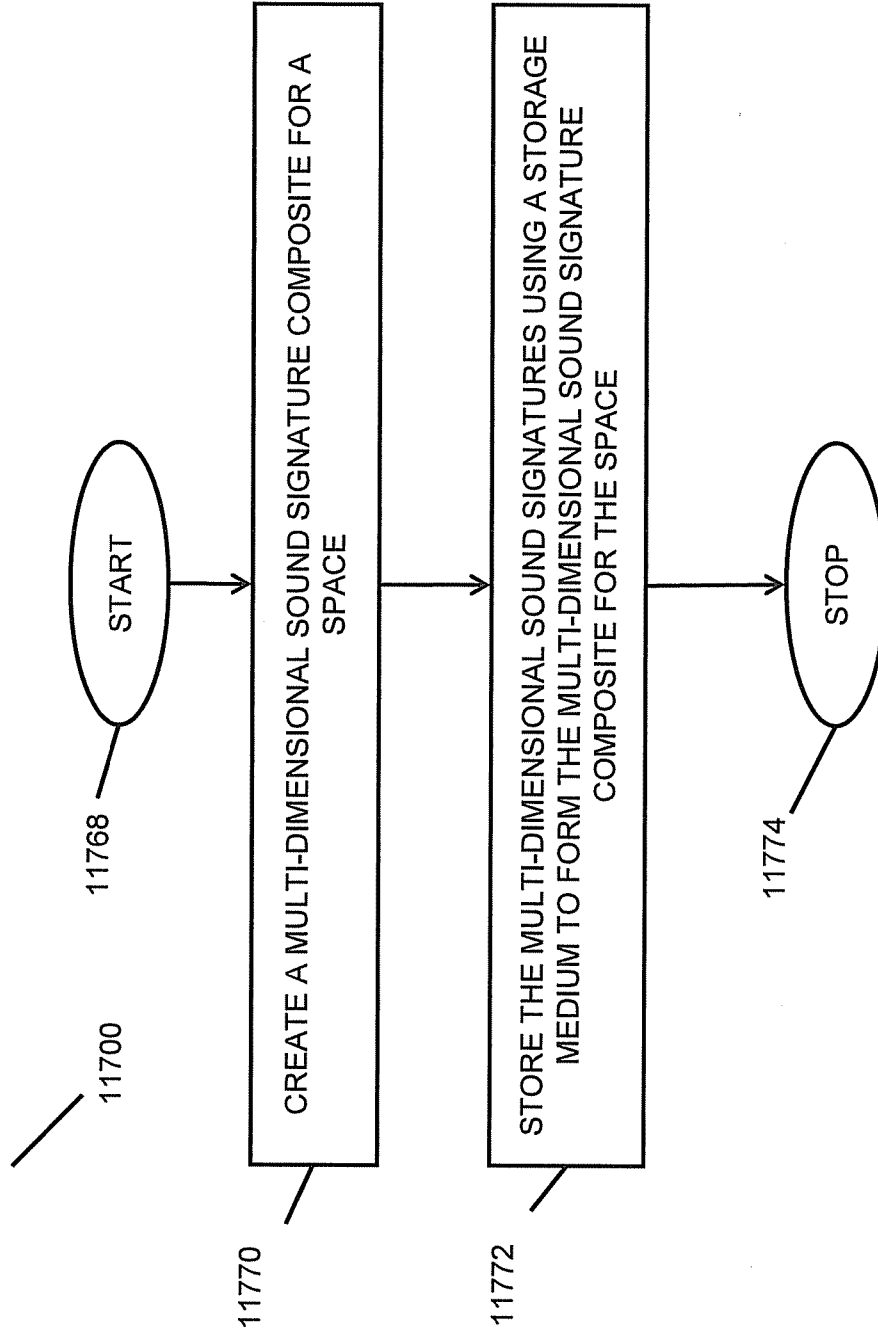 11700
11768
START
11770
CREATE A MULTI-DIMENSIONAL SOUND SIGNATURE COMPOSITE FOR A
SPACE
11772
STORE THE MULTI-DIMENSIONAL SOUND SIGNATURES USING A STORAGE
MEDIUM TO FORM THE MULTI-DIMENSIONAL SOUND SIGNATURE
COMPOSITE FOR THE SPACE
11774
STOP